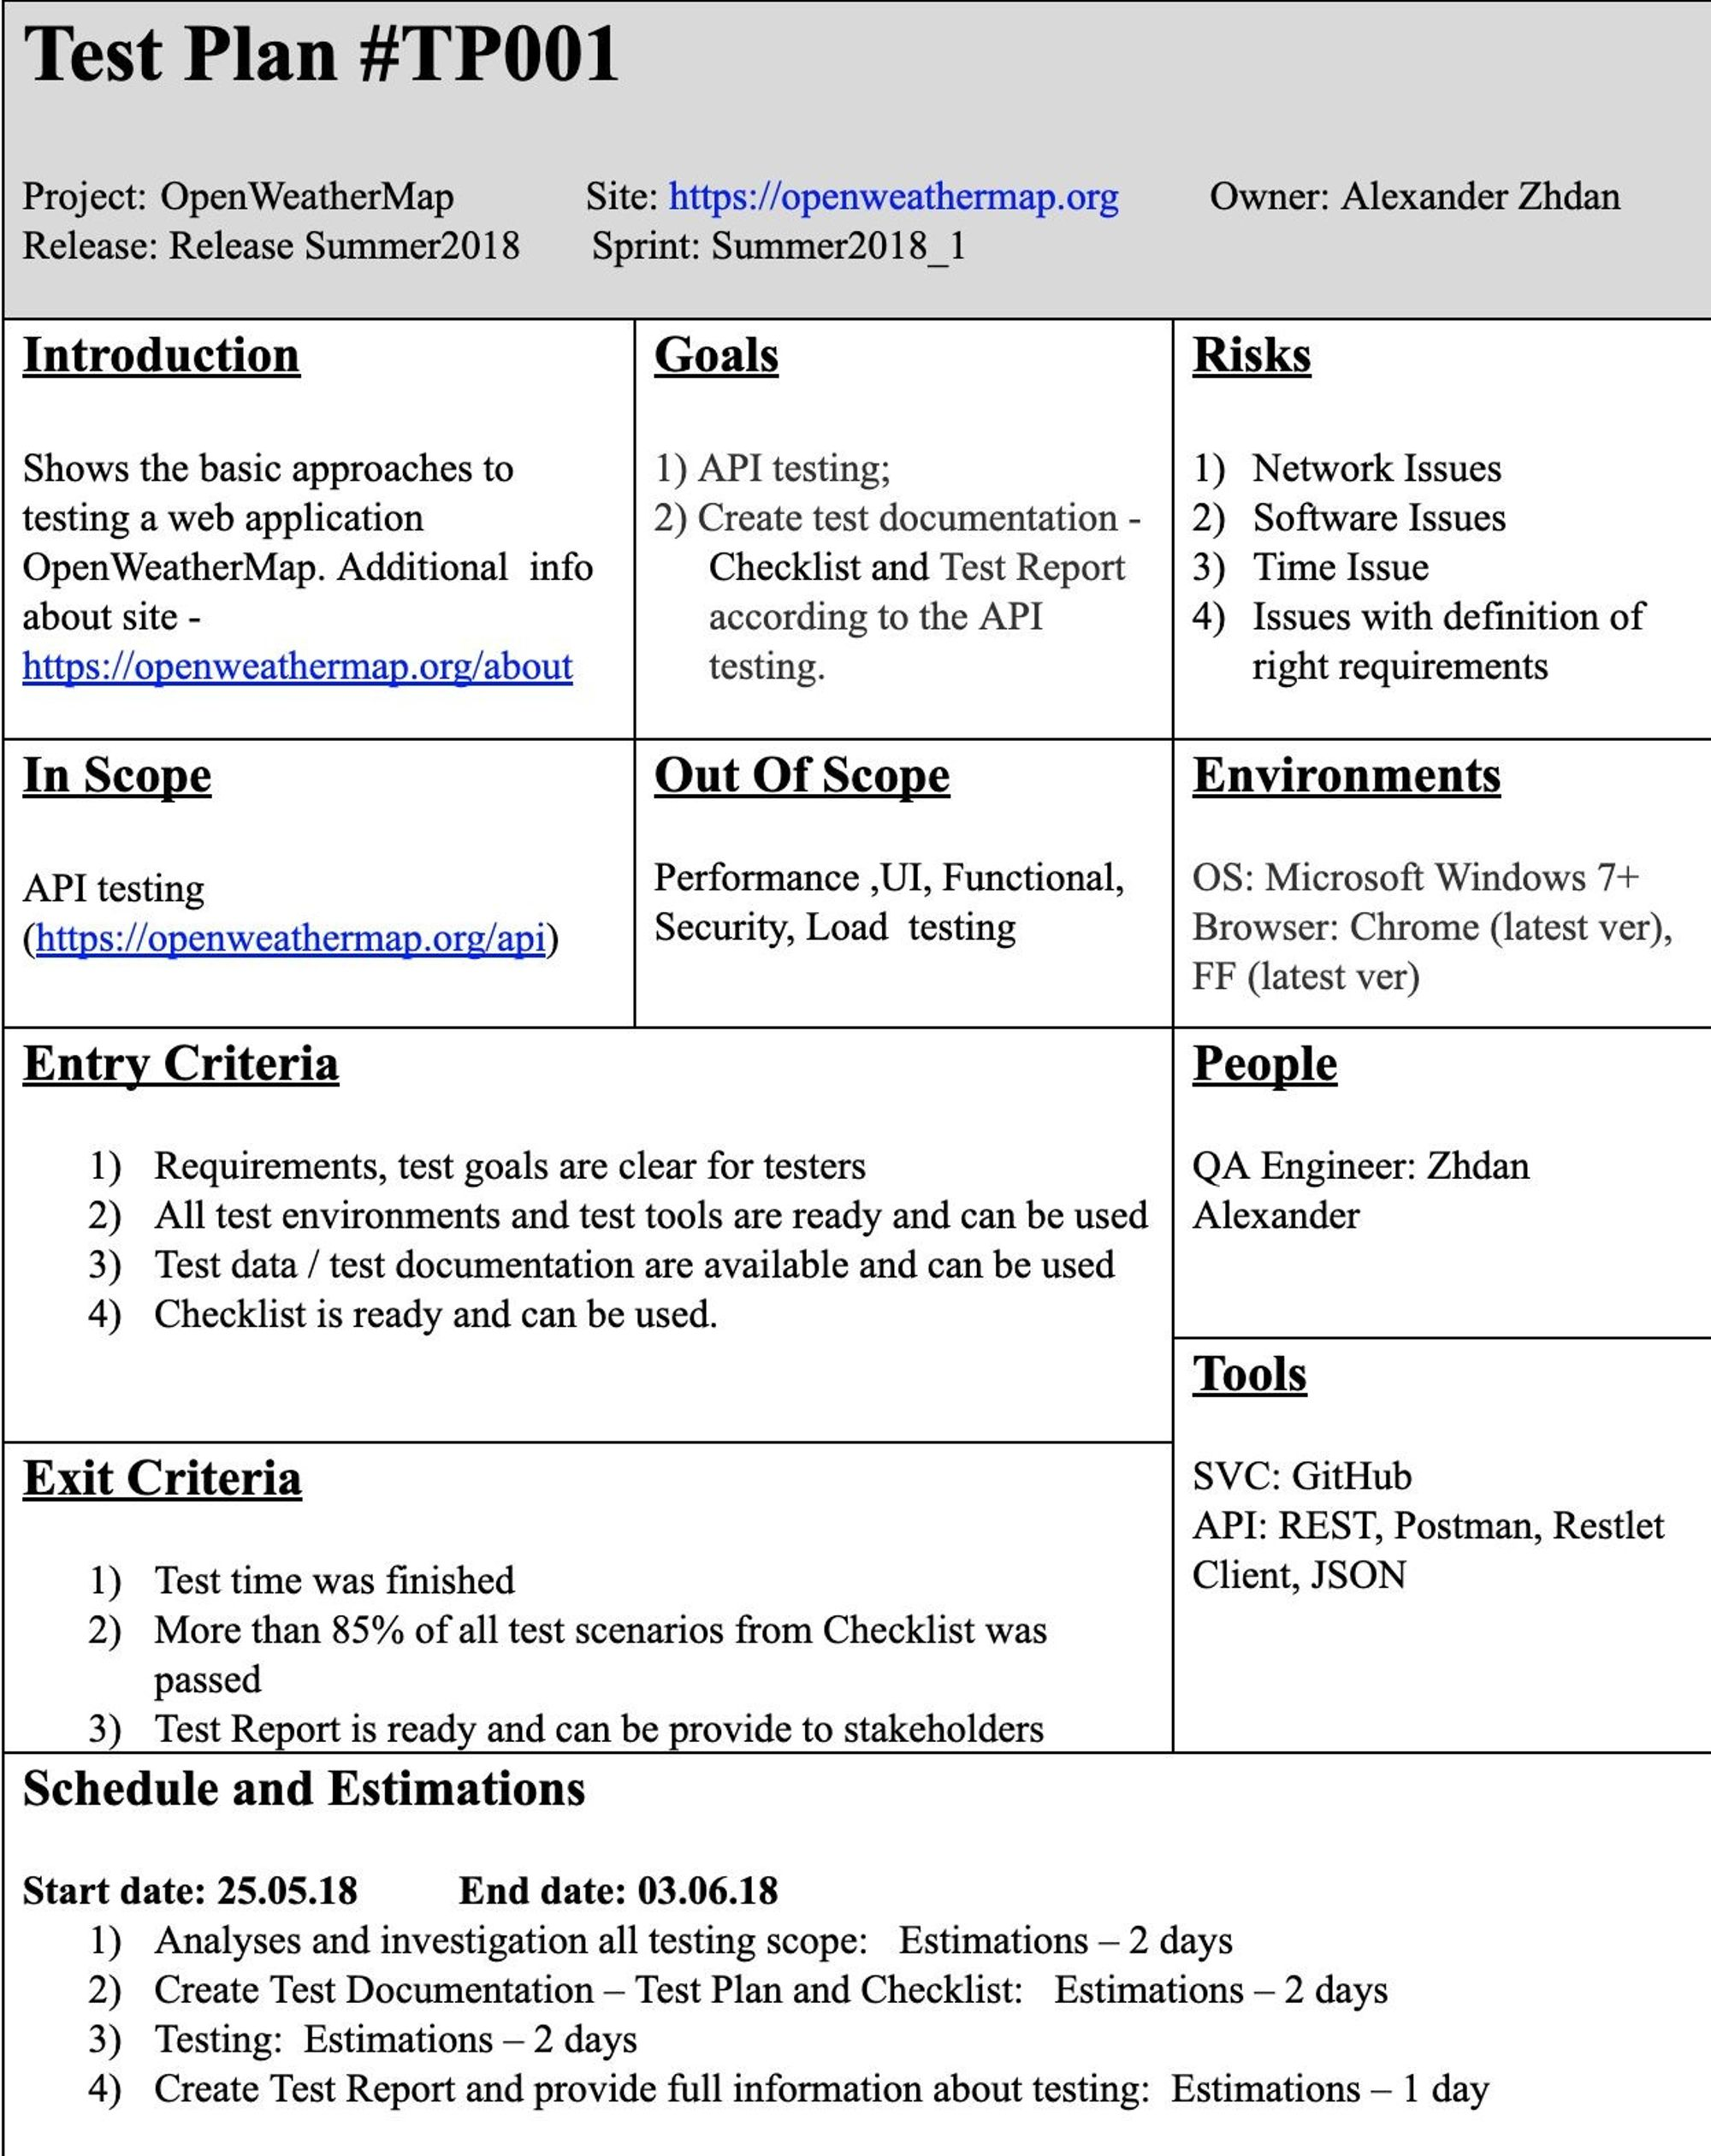 Test Plan #TP001
Project: OpenWeatherMap Site: https://openweathermap.org Owner: Alexander Zhdan
Release: Release Summer2018 Sprint: Summer2018_1
Introduction
Shows the basic approaches to
testing a web application
OpenWeatherMap. Additional info
about site -
https://openweathermap.org/about
Goals
1) API testing;
2) Create test documentation -
Checklist and Test Report
according to the API
testing.
Risks
1) Network Issues
2) Software Issues
3) Time Issue
4) Issues with definition of
right requirements
In Scope
API testing
(https://openweathermap.org/api)
Out Of Scope
Performance ,UI, Functional,
Security, Load testing
Environments
OS: Microsoft Windows 7+
Browser: Chrome (latest ver),
FF (latest ver)
Entry Criteria
1) Requirements, test goals are clear for testers
2) All test environments and test tools are ready and can be used
3) Test data / test documentation are available and can be used
4) Checklist is ready and can be used.
People
QA Engineer: Zhdan
Alexander
Tools
SVC: GitHub
API: REST, Postman, Restlet
Client, JSON
Exit Criteria
1) Test time was finished
2) More than 85% of all test scenarios from Checklist was
passed
3) Test Report is ready and can be provide to stakeholders
Schedule and Estimations
Start date: 25.05.18 End date: 03.06.18
1) Analyses and investigation all testing scope: Estimations – 2 days
2) Create Test Documentation – Test Plan and Checklist: Estimations – 2 days
3) Testing: Estimations – 2 days
4) Create Test Report and provide full information about testing: Estimations – 1 day